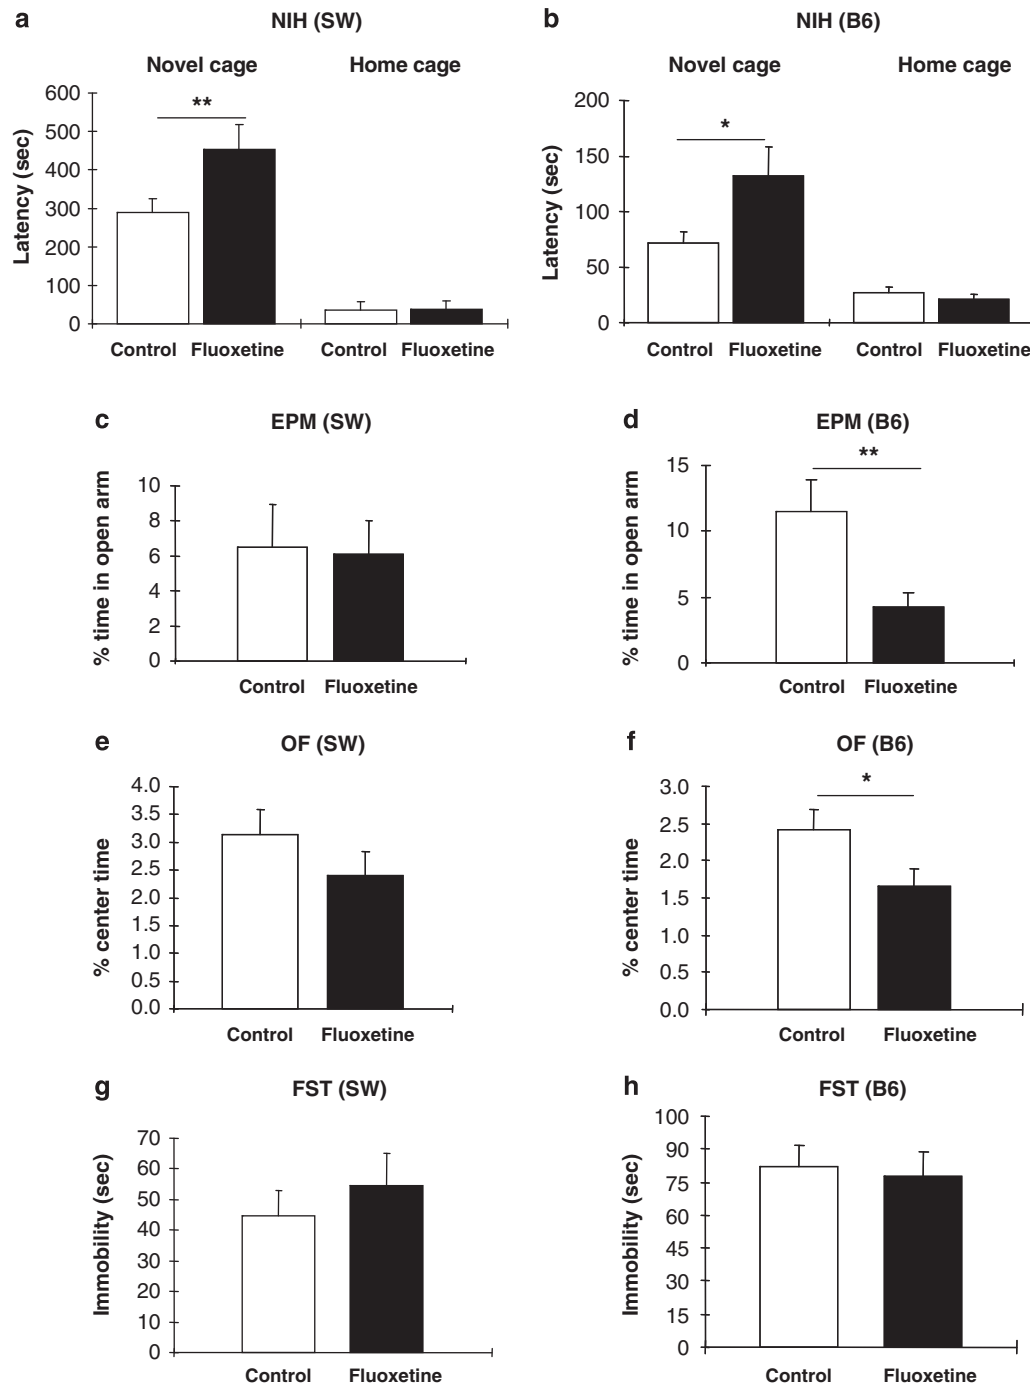 a NIH (SW)
Novel cage Home cage
**
Latency (sec)
600
500
400
300
200
100
0
Control Fluoxetine Control Fluoxetine
b NIH (B6)
Novel cage Home cage
*
Latency (sec)
200
150
100
50
0
Control Fluoxetine Control Fluoxetine
c EPM (SW)
% time in open arm
10
8
6
4
2
0
Control Fluoxetine
d EPM (B6)
**
% time in open arm
15
10
5
0
Control Fluoxetine
e OF (SW)
% center time
4.0
3.5
3.0
2.5
2.0
1.5
1.0
0.5
0.0
Control Fluoxetine
f OF (B6)
*
% center time
3.0
2.5
2.0
1.5
1.0
0.5
0.0
Control Fluoxetine
g FST (SW)
Immobility (sec)
70
60
50
40
30
20
10
0
Control Fluoxetine
h FST (B6)
Immobility (sec)
100
90
75
60
45
30
15
0
Control Fluoxetine